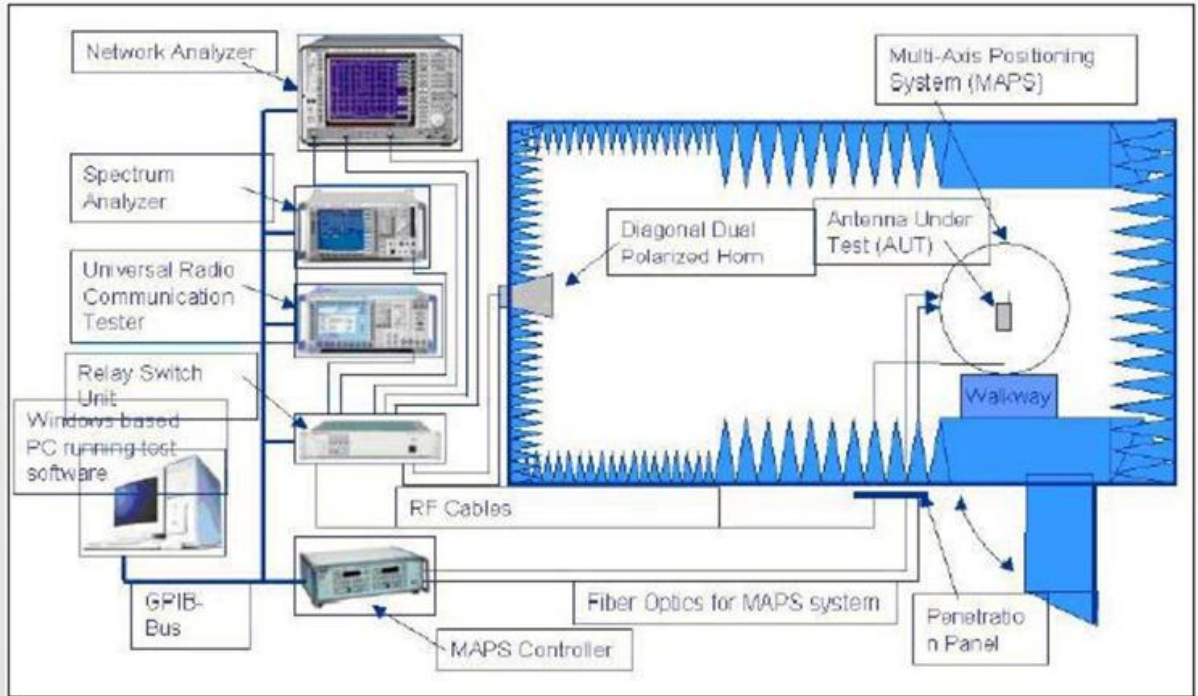 Network Analyzer
Multi-Axis Positioning
System (MAPS)
Spectrum
Analyzer
Diagonal Dual
Polarized Horn
Antenna Under
Test (AUT)
Universal Radio
Communication
Tester
Relay Switch
Unit
Walkway
Windows based
PC running test
software
RF Cables
GPIB-
Bus
Fiber Optics for MAPS system
Penetratio
n Panel
MAPS Controller